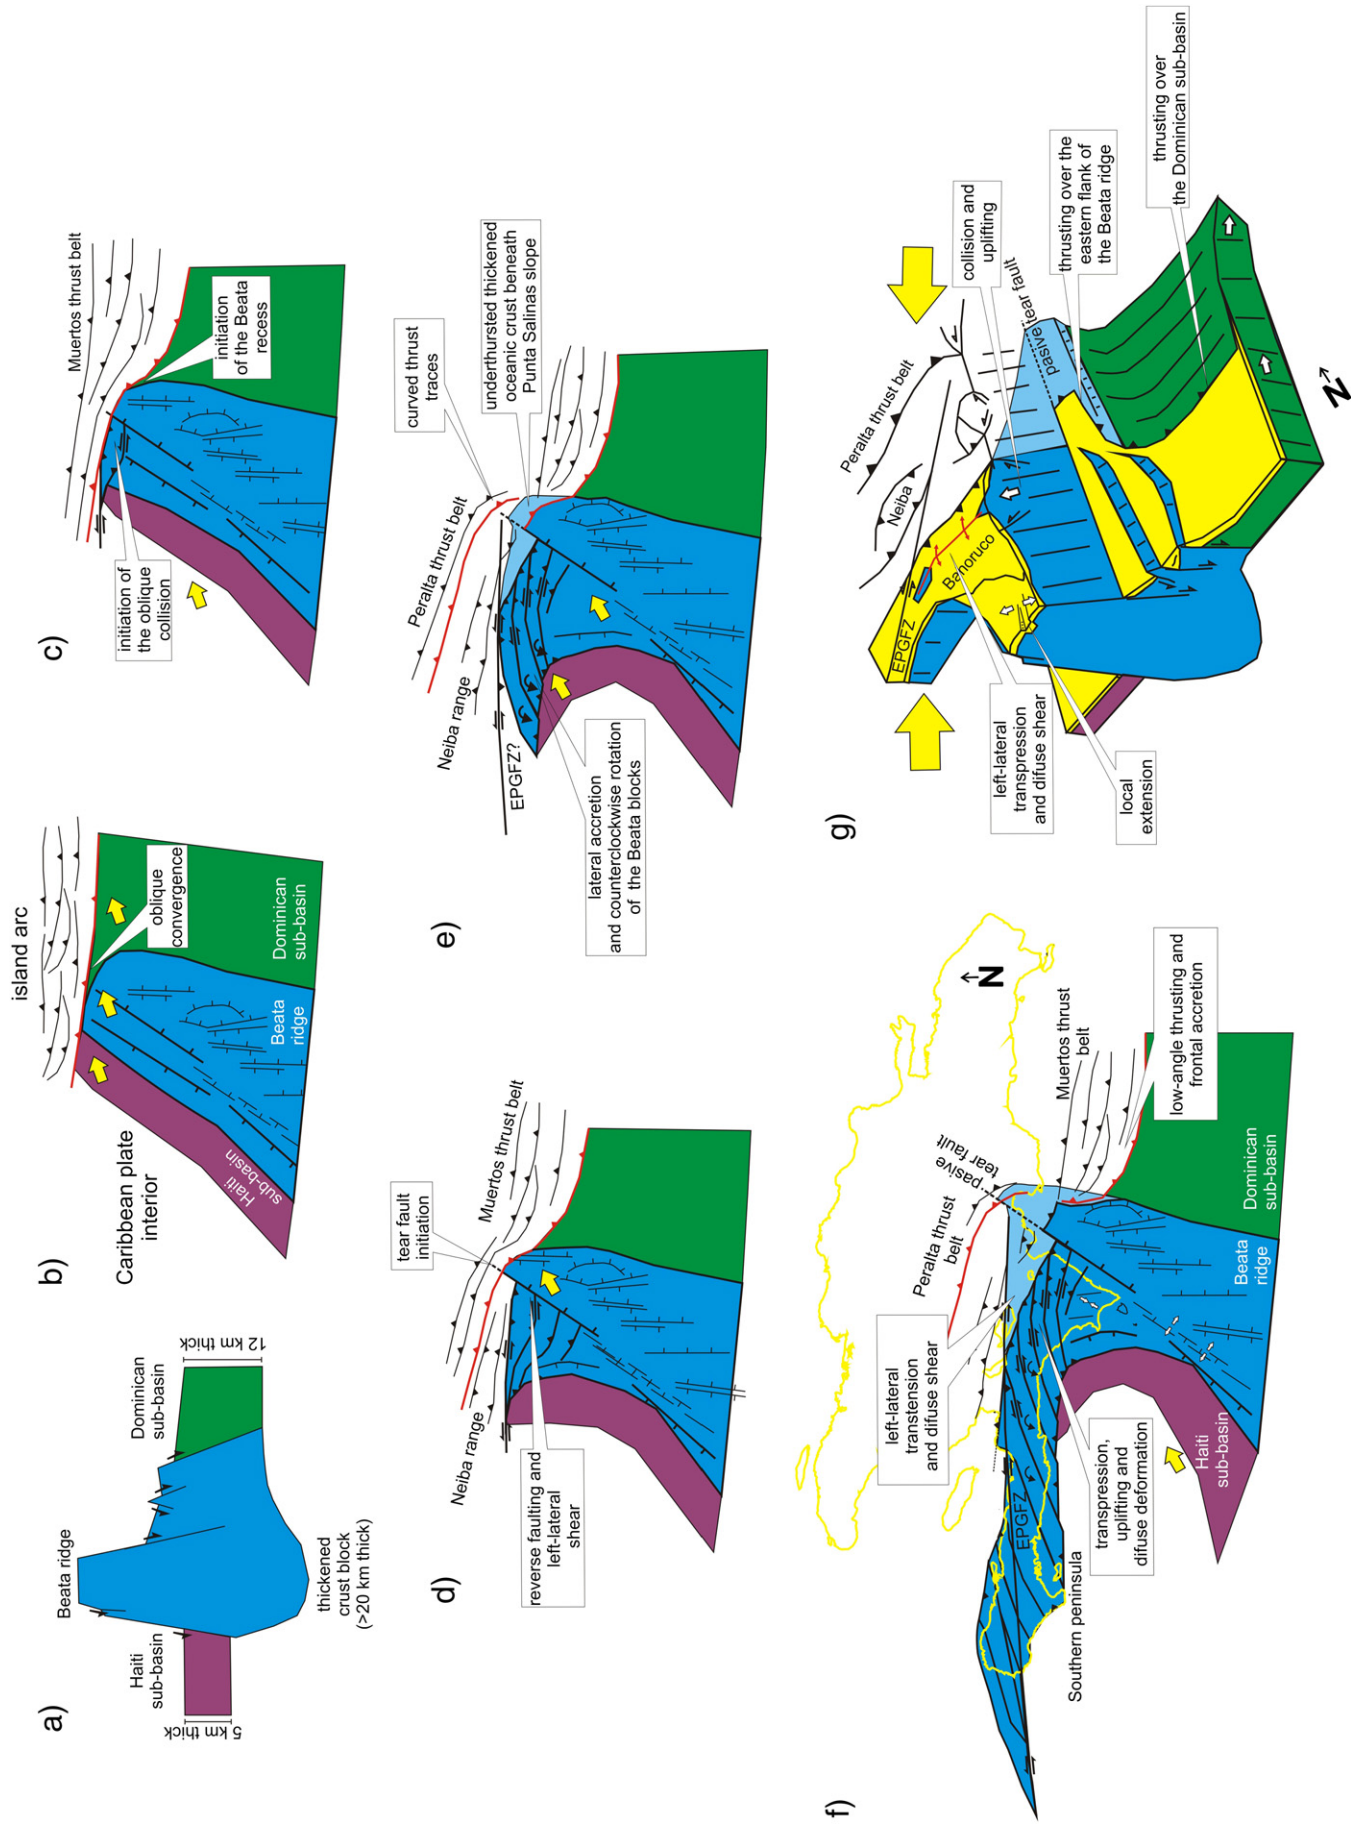 a)
Beata ridge
Haiti
sub-basin
Dominican
sub-basin
5 km thick
12 km thick
thickened
crust block
(>20 km thick)
b)
island arc
Caribbean plate
interior
oblique
convergence
Haiti
sub-basin
Beata
ridge
Dominican
sub-basin
c)
Muertos thrust belt
initiation of
the oblique
collision
initiation
of the Beata
recess
d)
tear fault
initiation
Neiba range
Muertos thrust belt
reverse faulting and
left-lateral
shear
e)
curved thrust
traces
Peralta thrust belt
Neiba range
EPGFZ?
underthursted thickened
oceanic crust beneath
Punta Salinas slope
lateral accretion
and counterclockwise rotation
of the Beata blocks
f)
N
Peralta thrust
belt
pasive
tear fault
left-lateral
transtension
and difuse shear
Muertos thrust
belt
EPGFZ
Southern peninsula
transpression,
uplifting and
difuse deformation
low-angle thrusting and
frontal accretion
Haiti
sub-basin
Beata
ridge
Dominican
sub-basin
g)
Peralta thrust belt
Neiba
EPGFZ
Bahoruco
collision and
uplifting
pasive tear fault
thrusting over the
eastern flank of
the Beata ridge
thrusting over
the Dominican sub-basin
left-lateral
transpression
and difuse shear
local
extension
N